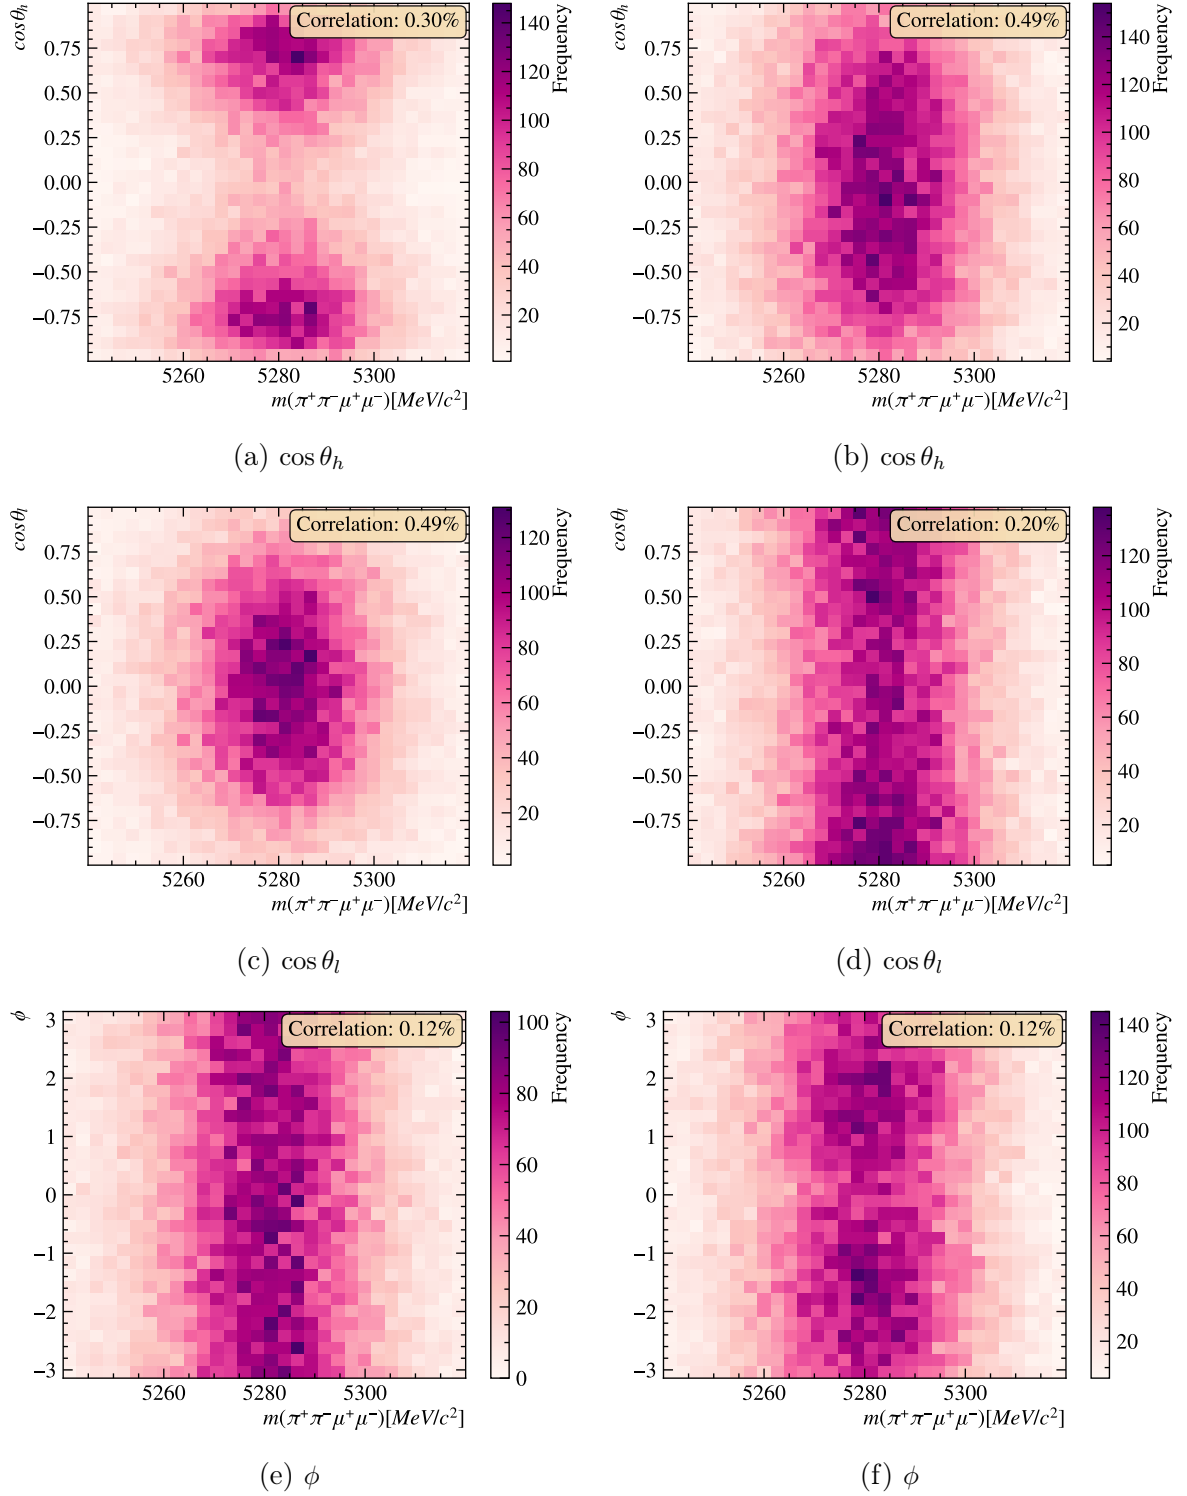 cosθₕ
Correlation: 0.30%
0.75
0.50
0.25
0.00
−0.25
−0.50
−0.75
5260 5280 5300
m(π⁺π⁻μ⁺μ⁻)[MeV/c²]
140
120
100
80
60
40
20
Frequency
(a) cos θₕ
cosθₕ
Correlation: 0.49%
0.75
0.50
0.25
0.00
−0.25
−0.50
−0.75
5260 5280 5300
m(π⁺π⁻μ⁺μ⁻)[MeV/c²]
140
120
100
80
60
40
20
Frequency
(b) cos θₕ
cosθₗ
Correlation: 0.49%
0.75
0.50
0.25
0.00
−0.25
−0.50
−0.75
5260 5280 5300
m(π⁺π⁻μ⁺μ⁻)[MeV/c²]
120
100
80
60
40
20
Frequency
(c) cos θₗ
cosθₗ
Correlation: 0.20%
0.75
0.50
0.25
0.00
−0.25
−0.50
−0.75
5260 5280 5300
m(π⁺π⁻μ⁺μ⁻)[MeV/c²]
120
100
80
60
40
20
Frequency
(d) cos θₗ
ϕ
Correlation: 0.12%
3
2
1
0
−1
−2
−3
5260 5280 5300
m(π⁺π⁻μ⁺μ⁻)[MeV/c²]
100
80
60
40
20
0
Frequency
(e) ϕ
ϕ
Correlation: 0.12%
3
2
1
0
−1
−2
−3
5260 5280 5300
m(π⁺π⁻μ⁺μ⁻)[MeV/c²]
140
120
100
80
60
40
20
Frequency
(f) ϕ